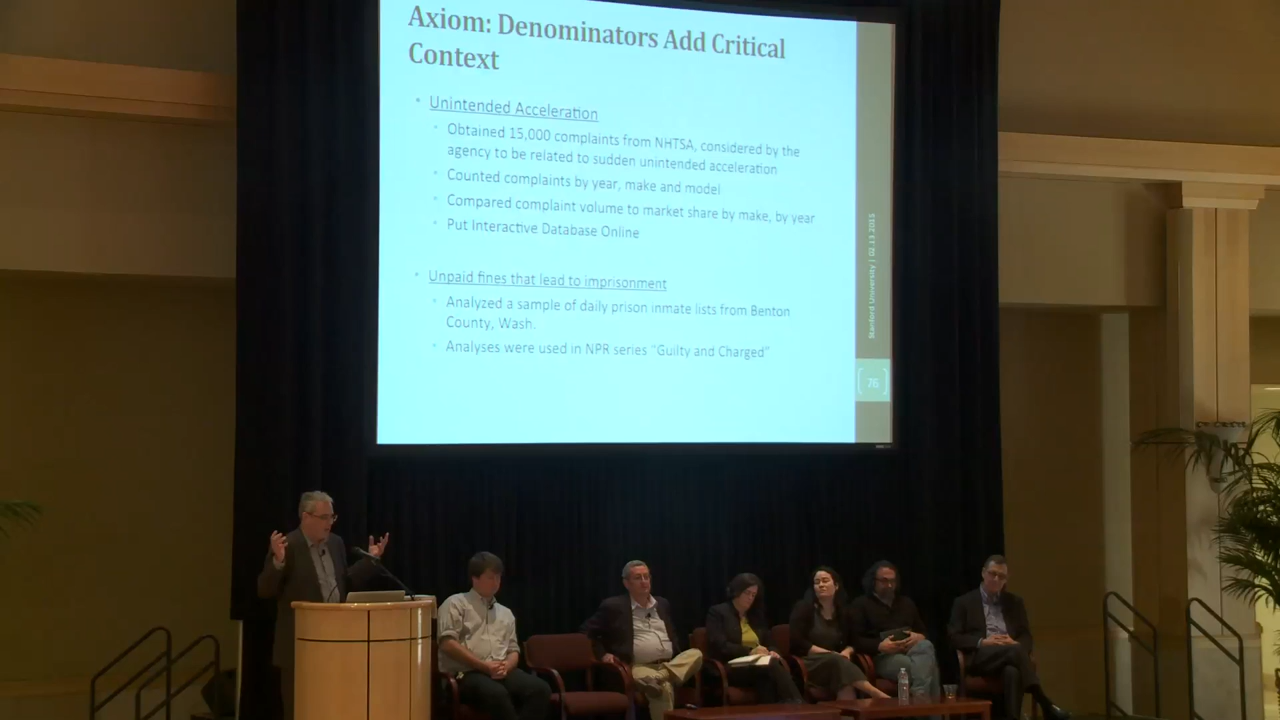 Axiom: Denominators Add Critical
Context
• Unintended Acceleration
• Obtained 15,000 complaints from NHTSA, considered by the
agency to be related to sudden unintended acceleration
• Counted complaints by year, make and model
• Compared complaint volume to market share by make, by year
• Put Interactive Database Online
• Unpaid fines that lead to imprisonment
• Analyzed a sample of daily prison inmate lists from Benton
County, Wash.
• Analyses were used in NPR series "Guilty and Charged"
Stanford University | 02.13.2015
76